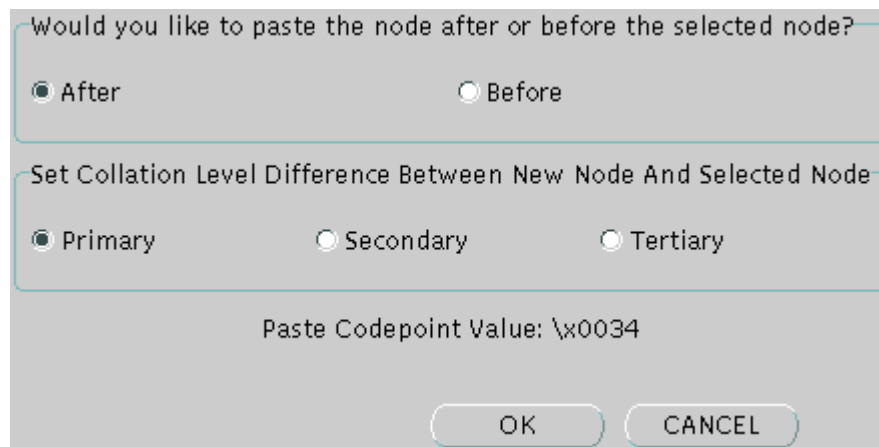 Would you like to paste the node after or before the selected node?
After Before
Set Collation Level Difference Between New Node And Selected Node
Primary Secondary Tertiary
Paste Codepoint Value: \x0034
OK CANCEL